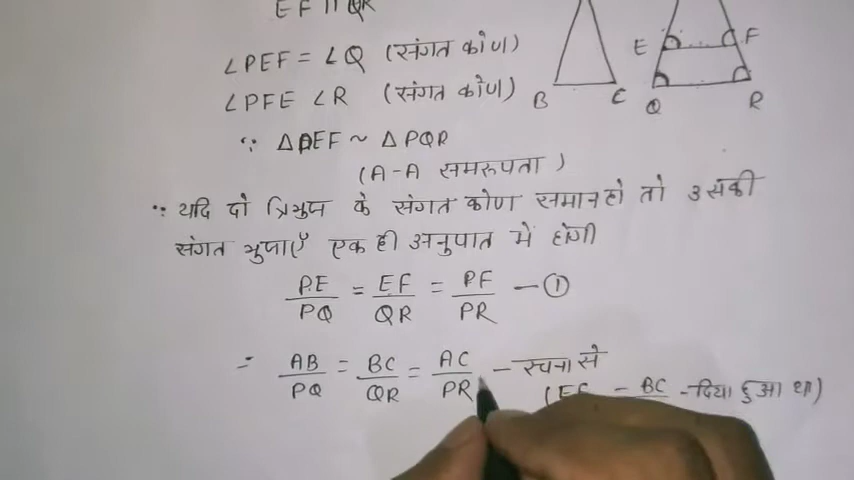 EF || QR
∠PEF = ∠Q (संगत कोण)
∠PFE ∠R (संगत कोण)
E F
B C Q R
∵ ΔPEF ~ ΔPQR
(A-A समरूपता)
∵ यदि दो त्रिभुज के संगत कोण समान हो तो उसकी
संगत भुजाएँ एक ही अनुपात में होगी
PE/PQ = EF/QR = PF/PR — ①
= AB/PQ = BC/QR = AC/PR — रचना से
BC - दिया हुआ था)